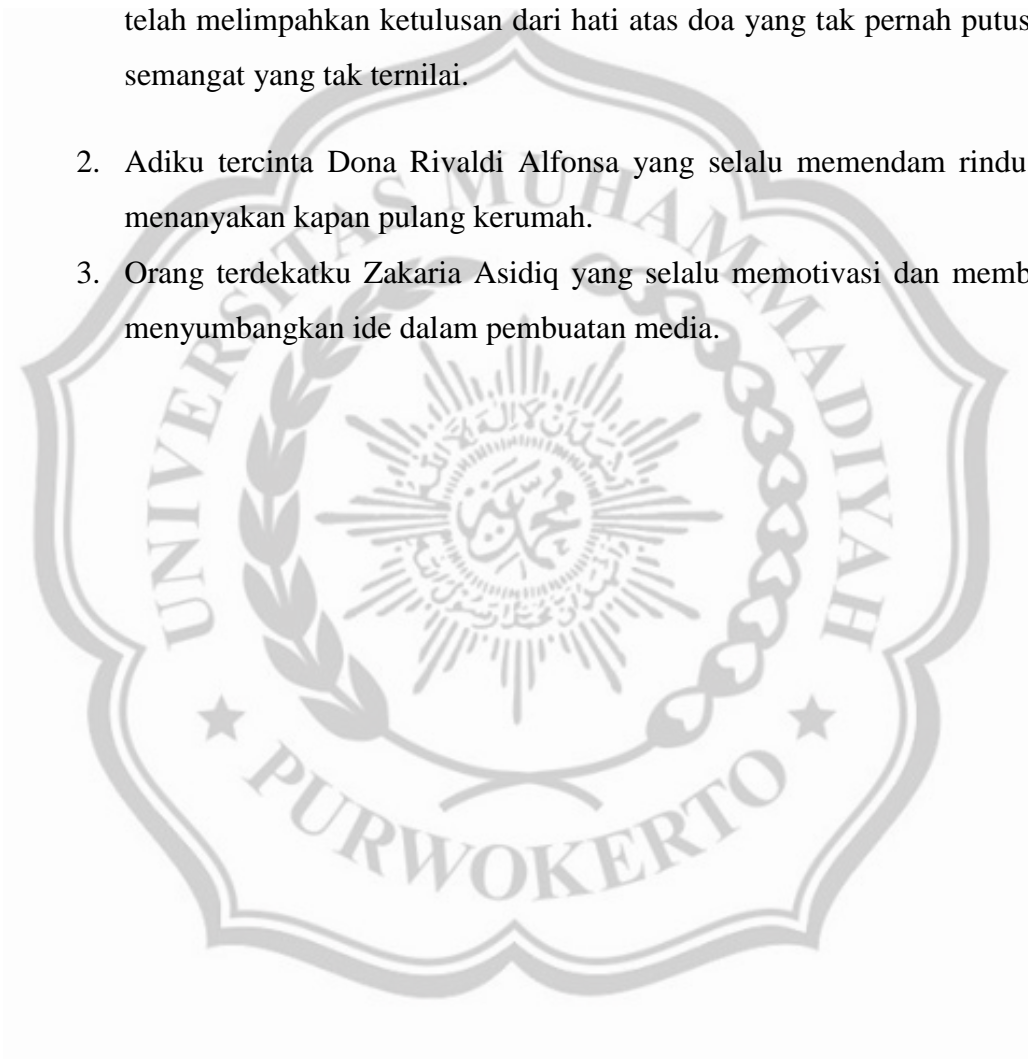 telah melimpahkan ketulusan dari hati atas doa yang tak pernah putus
semangat yang tak ternilai.
2. Adiku tercinta Dona Rivaldi Alfonsa yang selalu memendam rindu
menanyakan kapan pulang kerumah.
3. Orang terdekatku Zakaria Asidiq yang selalu memotivasi dan memb
menyumbangkan ide dalam pembuatan media.
UNIVERSITAS MUHAMMADIYAH
PURWOKERTO